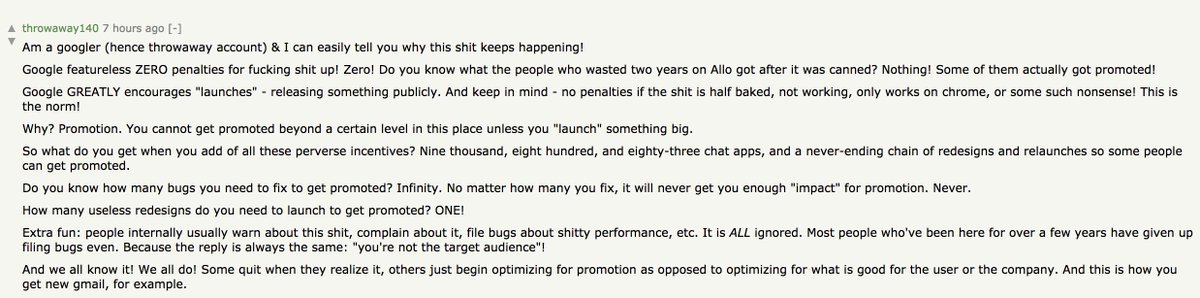 throwaway140 7 hours ago [-]
Am a googler (hence throwaway account) & I can easily tell you why this shit keeps happening!
Google featureless ZERO penalties for fucking shit up! Zero! Do you know what the people who wasted two years on Allo got after it was canned? Nothing! Some of them actually got promoted!
Google GREATLY encourages "launches" - releasing something publicly. And keep in mind - no penalties if the shit is half baked, not working, only works on chrome, or some such nonsense! This is
the norm!
Why? Promotion. You cannot get promoted beyond a certain level in this place unless you "launch" something big.
So what do you get when you add of all these perverse incentives? Nine thousand, eight hundred, and eighty-three chat apps, and a never-ending chain of redesigns and relaunches so some people
can get promoted.
Do you know how many bugs you need to fix to get promoted? Infinity. No matter how many you fix, it will never get you enough "impact" for promotion. Never.
How many useless redesigns do you need to launch to get promoted? ONE!
Extra fun: people internally usually warn about this shit, complain about it, file bugs about shitty performance, etc. It is ALL ignored. Most people who've been here for over a few years have given up
filing bugs even. Because the reply is always the same: "you're not the target audience"!
And we all know it! We all do! Some quit when they realize it, others just begin optimizing for promotion as opposed to optimizing for what is good for the user or the company. And this is how you
get new gmail, for example.